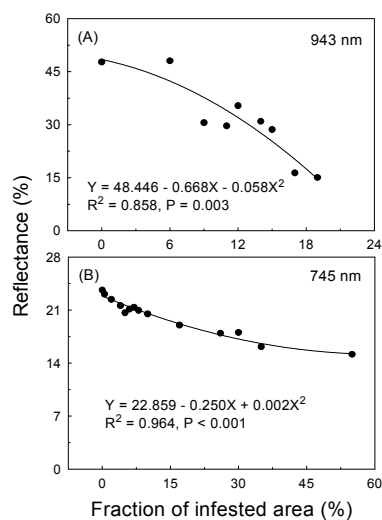 (A)
943 nm
60
45
30
15
0
Y = 48.446 - 0.668X - 0.058X²
R² = 0.858, P = 0.003
0 6 12 18 24
Reflectance (%)
(B)
745 nm
28
21
14
7
0
Y = 22.859 - 0.250X + 0.002X²
R² = 0.964, P < 0.001
0 15 30 45 60
Fraction of infested area (%)